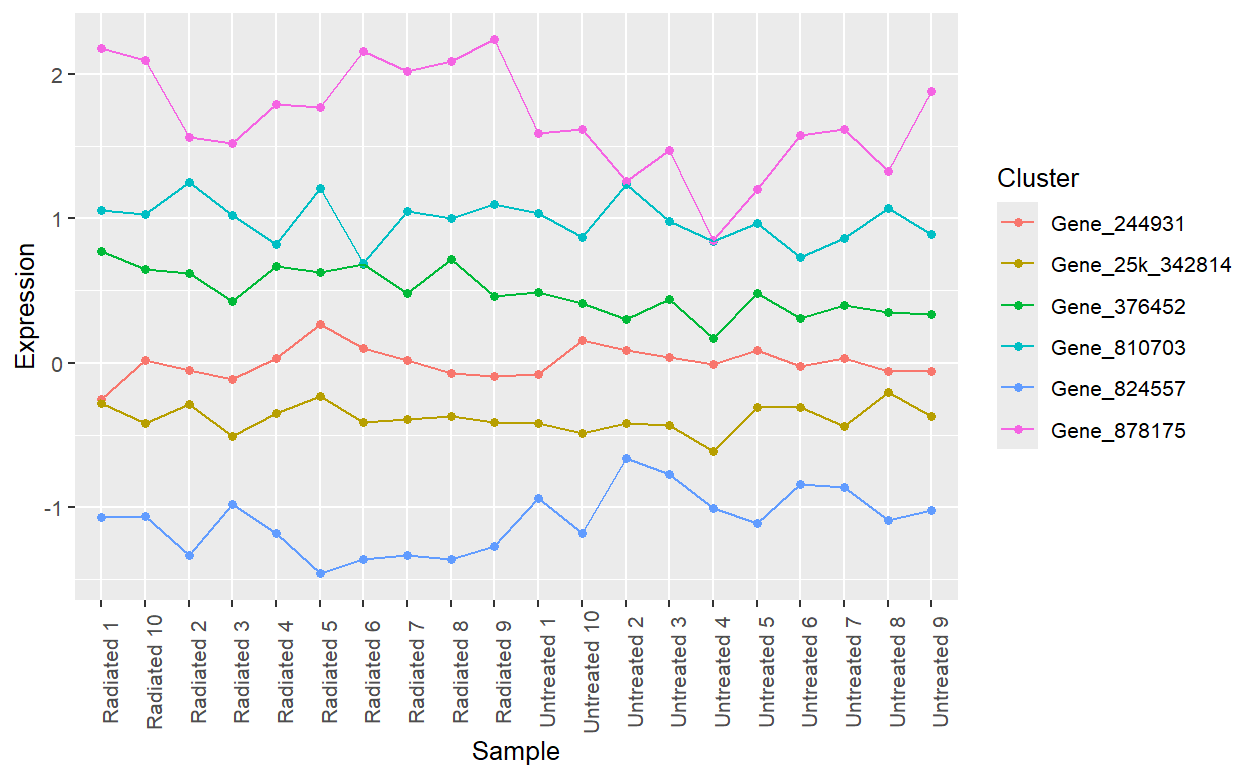 Expression
2
1
0
-1
Radiated 1
Radiated 10
Radiated 2
Radiated 3
Radiated 4
Radiated 5
Radiated 6
Radiated 7
Radiated 8
Radiated 9
Untreated 1
Untreated 10
Untreated 2
Untreated 3
Untreated 4
Untreated 5
Untreated 6
Untreated 7
Untreated 8
Untreated 9
Sample
Cluster
Gene_244931
Gene_25k_342814
Gene_376452
Gene_810703
Gene_824557
Gene_878175